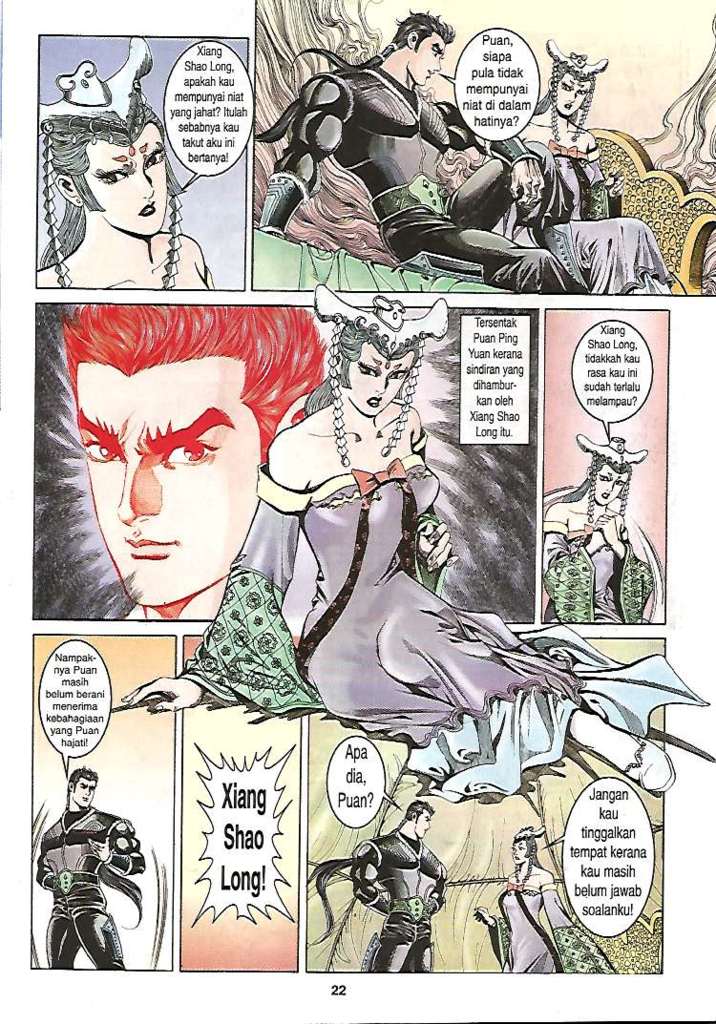 Xiang
Shao Long,
apakah kau
mempunyai niat
yang jahat? Itulah
sebabnya kau
takut aku ini
bertanya!
Puan,
siapa
pula tidak
mempunyai
niat di dalam
hatinya?
Tersentak
Puan Ping
Yuan kerana
sindiran yang
dihambur-
kan oleh
Xiang Shao
Long itu.
Xiang
Shao Long,
tidakkah kau
rasa kau ini
sudah terlalu
melampau?
Nampak-
nya Puan
masih
belum berani
menerima
kebahagiaan
yang Puan
hajati!
Xiang
Shao
Long!
Apa
dia,
Puan?
Jangan
kau
tinggalkan
tempat kerana
kau masih
belum jawab
soalanku!
22